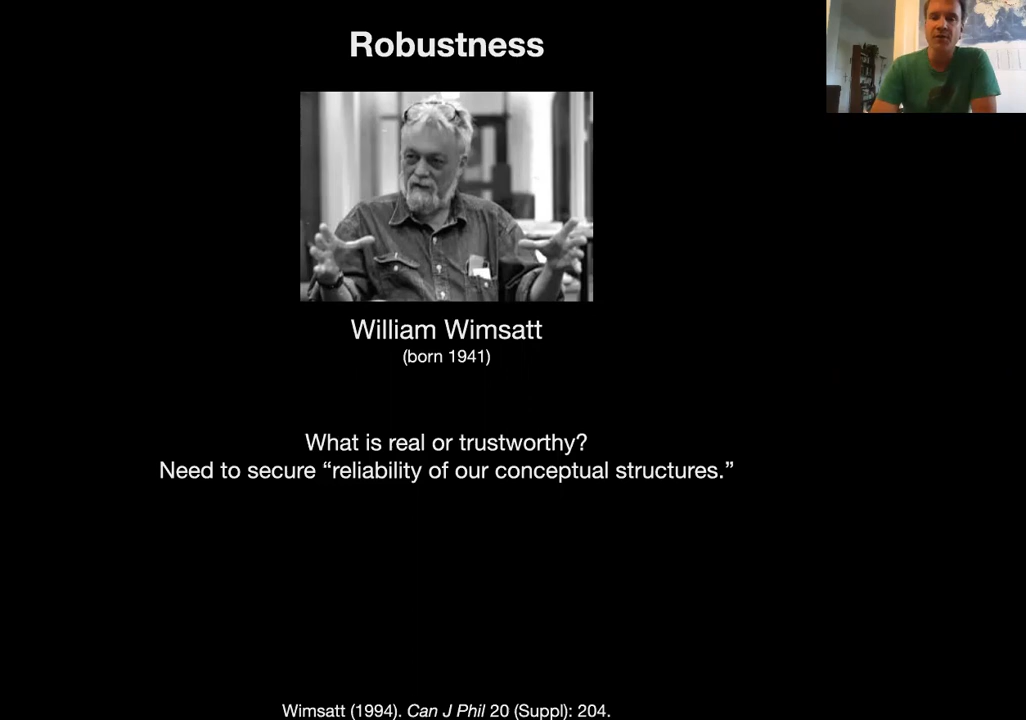 Robustness
William Wimsatt
(born 1941)
What is real or trustworthy?
Need to secure “reliability of our conceptual structures.”
Wimsatt (1994). Can J Phil 20 (Suppl): 204.